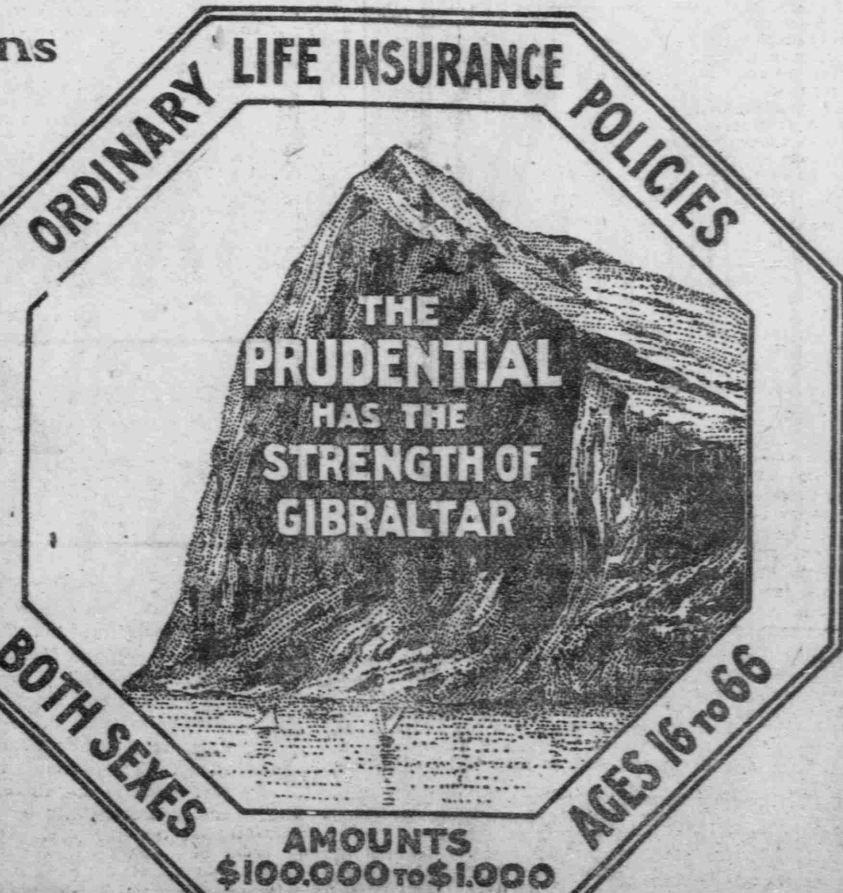 ns
ORDINARY
LIFE INSURANCE
POLICIES
THE
PRUDENTIAL
HAS THE
STRENGTH OF
GIBRALTAR
BOTH SEXES
AGES 16 TO 66
AMOUNTS
$100.000 TO $1.000